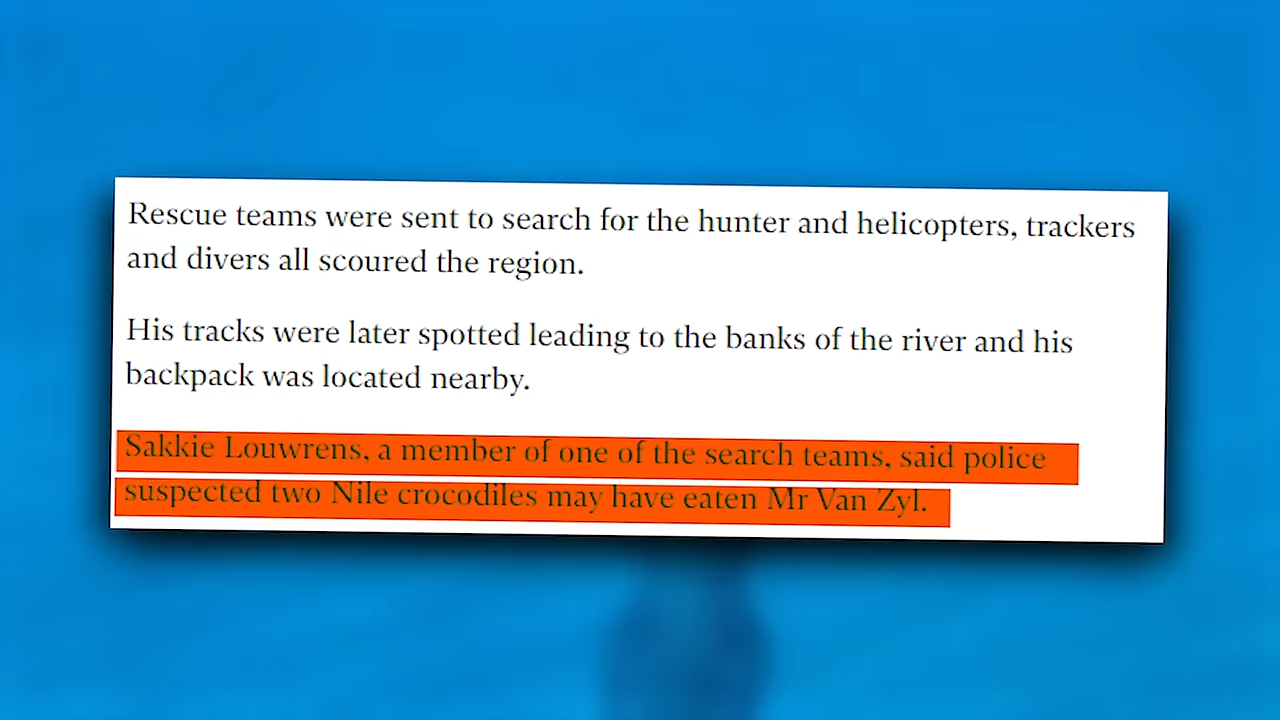 Rescue teams were sent to search for the hunter and helicopters, trackers
and divers all scoured the region.
His tracks were later spotted leading to the banks of the river and his
backpack was located nearby.
Sakkie Louwrens, a member of one of the search teams, said police
suspected two Nile crocodiles may have eaten Mr Van Zyl.